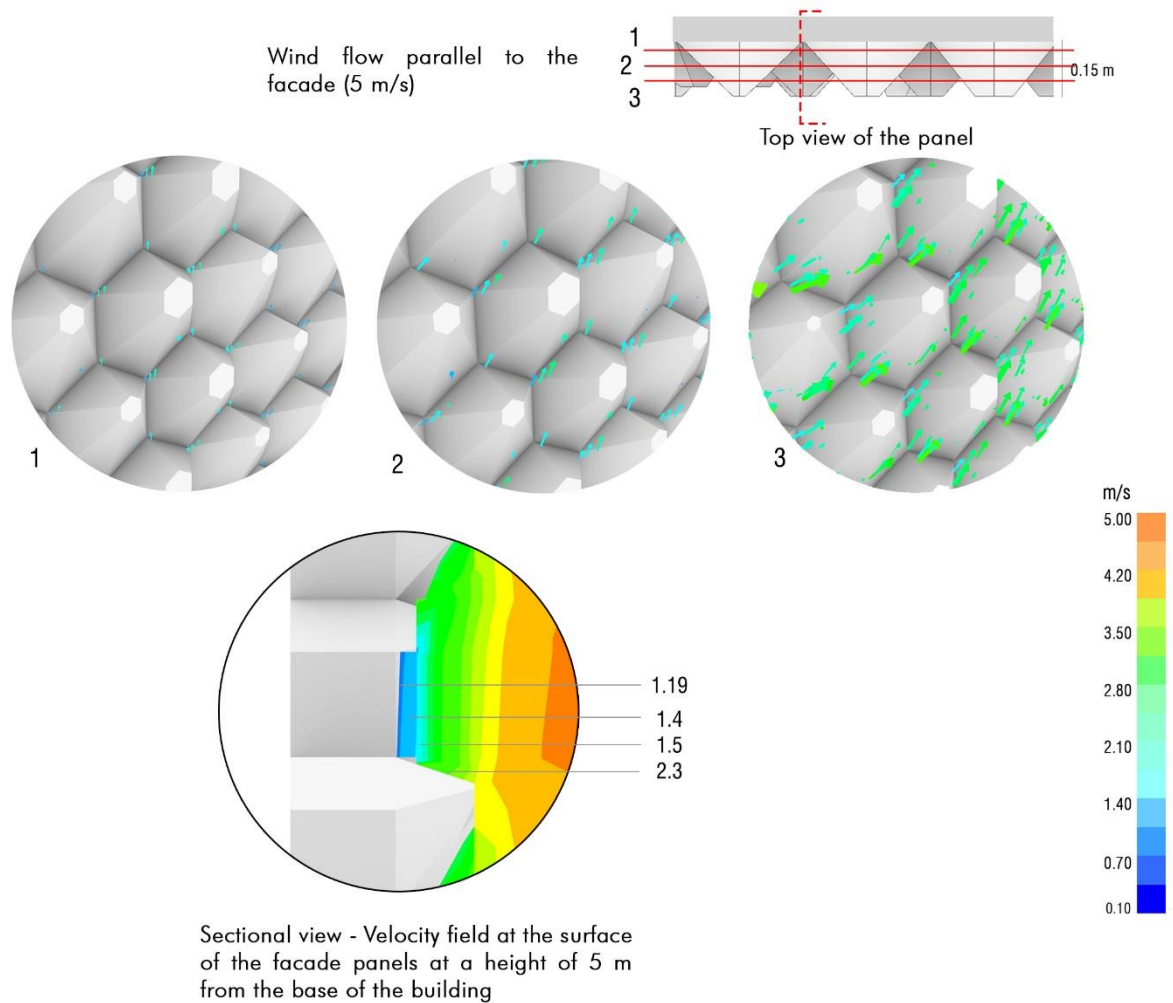 Wind flow parallel to the
facade (5 m/s)
1
2
3
0.15 m
Top view of the panel
1
2
3
m/s
5.00
4.20
3.50
2.80
2.10
1.40
0.70
0.10
1.19
1.4
1.5
2.3
Sectional view - Velocity field at the surface
of the facade panels at a height of 5 m
from the base of the building